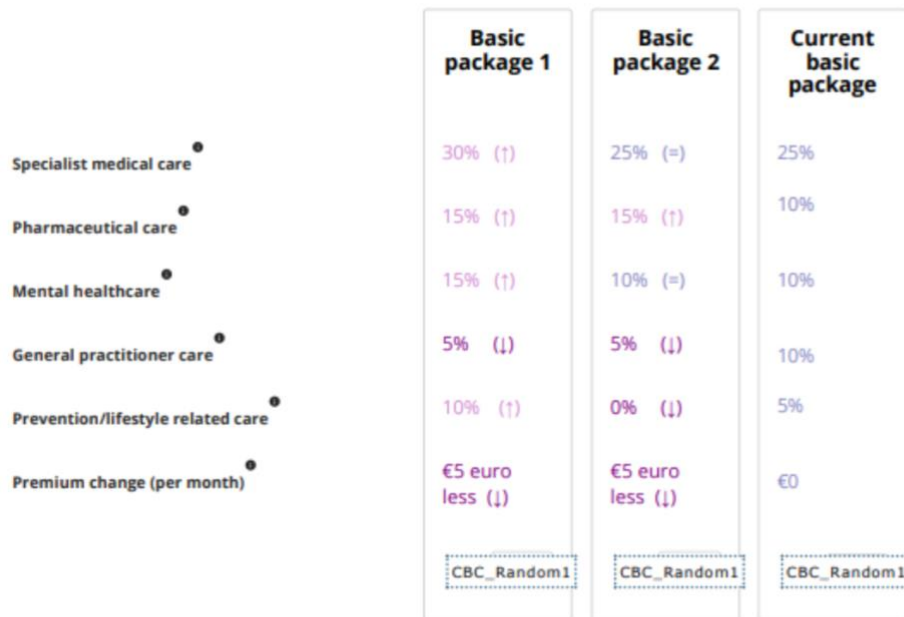 Basic package 1
Basic package 2
Current basic package
Specialist medical care 30% (↑) 25% (=) 25%
Pharmaceutical care 15% (↑) 15% (↑) 10%
Mental healthcare 15% (↑) 10% (=) 10%
General practitioner care 5% (↓) 5% (↓) 10%
Prevention/lifestyle related care 10% (↑) 0% (↓) 5%
Premium change (per month) €5 euro less (↓) €5 euro less (↓) €0
CBC_Random1 CBC_Random1 CBC_Random1